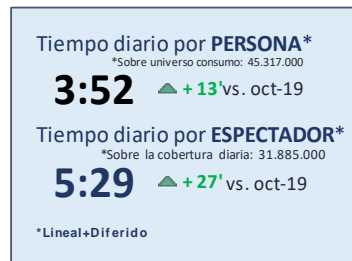 Tiempo diario por PERSONA*
*Sobre universo consumo: 45.317.000
3:52 + 13' vs. oct-19
Tiempo diario por ESPECTADOR*
*Sobre la cobertura diaria: 31.885.000
5:29 + 27' vs. oct-19
*Lineal+Diferido